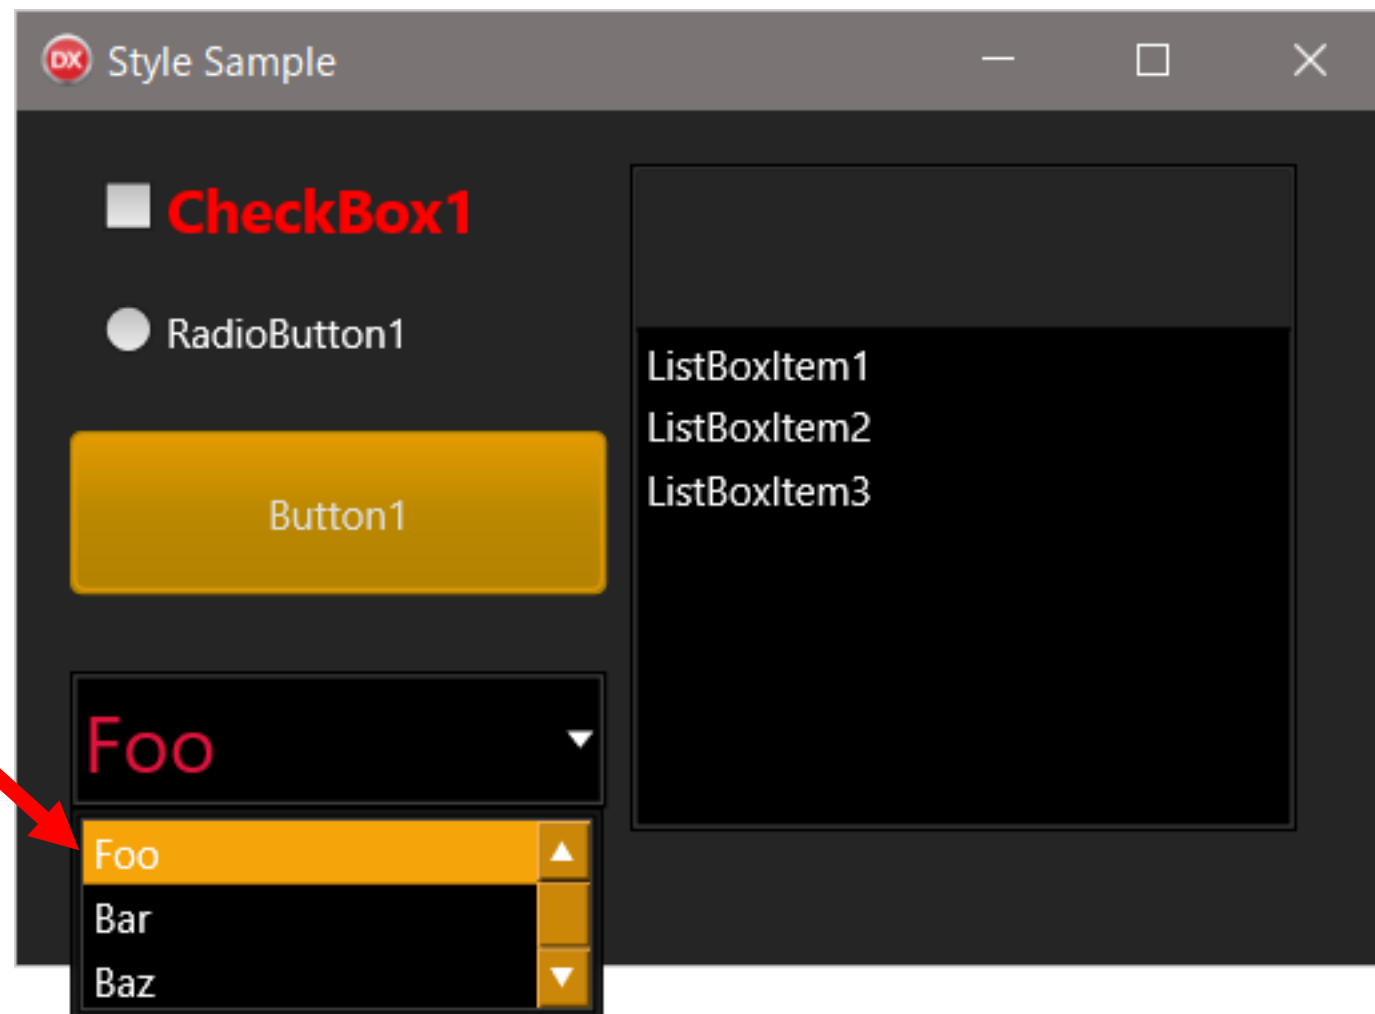 DX Style Sample
CheckBox1
RadioButton1
Button1
Foo
Foo
Bar
Baz
ListBoxItem1
ListBoxItem2
ListBoxItem3